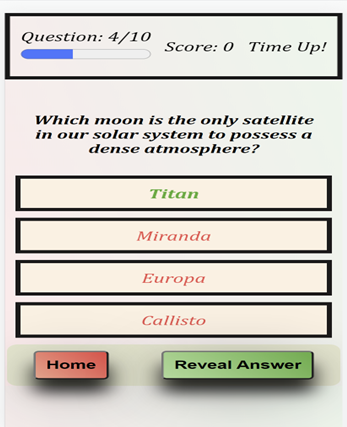 Question: 4/10
Score: 0 Time Up!
Which moon is the only satellite
in our solar system to possess a
dense atmosphere?
Titan
Miranda
Europa
Callisto
Home
Reveal Answer